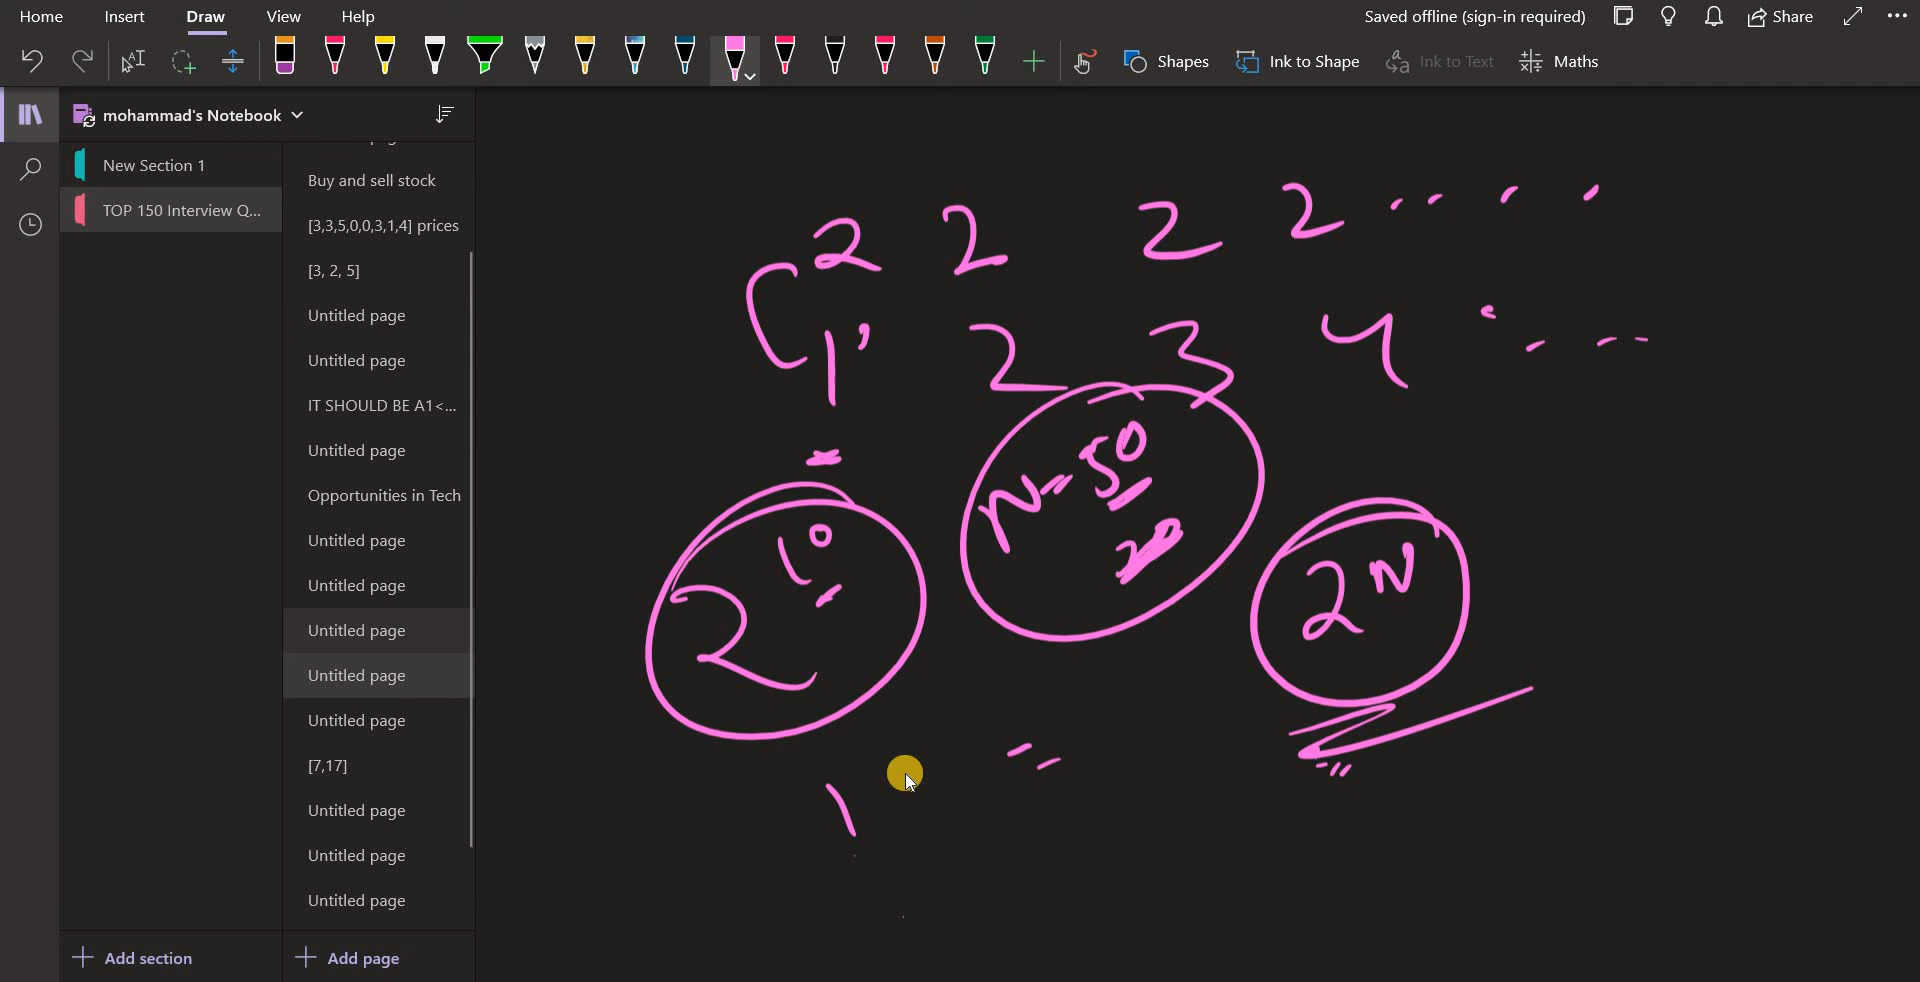 Home Insert Draw View Help Saved offline (sign-in required) Share
Shapes Ink to Shape Ink to Text Maths
mohammad's Notebook
New Section 1
TOP 150 Interview Q...
Buy and sell stock
[3,3,5,0,0,3,1,4] prices
[3, 2, 5]
Untitled page
Untitled page
IT SHOULD BE A1<...
Untitled page
Opportunities in Tech
Untitled page
Untitled page
Untitled page
Untitled page
Untitled page
[7,17]
Untitled page
Untitled page
Untitled page
Add section
Add page
2 2 2 2 .. . .
[1, 2 3 4 . . . .
N = 50
2^10
2^N